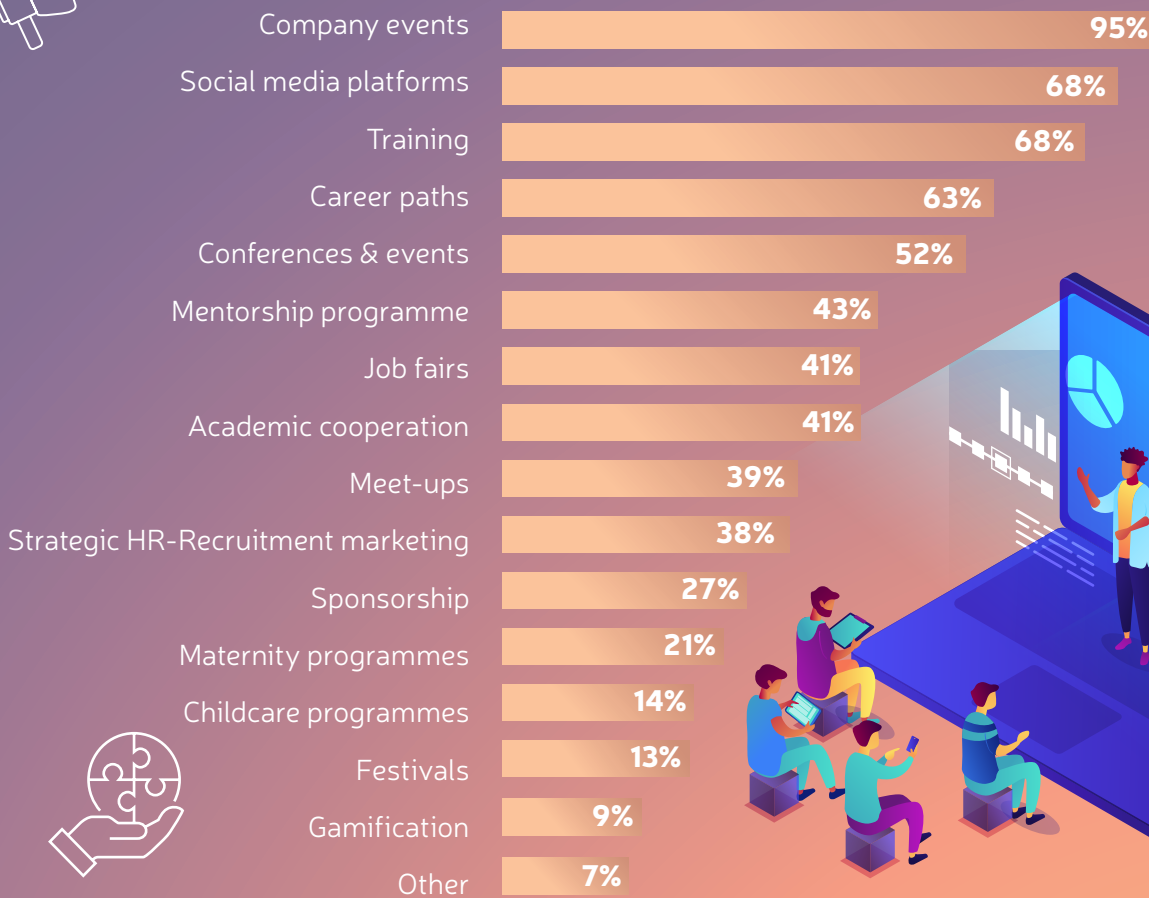 Company events 95%
Social media platforms 68%
Training 68%
Career paths 63%
Conferences & events 52%
Mentorship programme 43%
Job fairs 41%
Academic cooperation 41%
Meet-ups 39%
Strategic HR-Recruitment marketing 38%
Sponsorship 27%
Maternity programmes 21%
Childcare programmes 14%
Festivals 13%
Gamification 9%
Other 7%